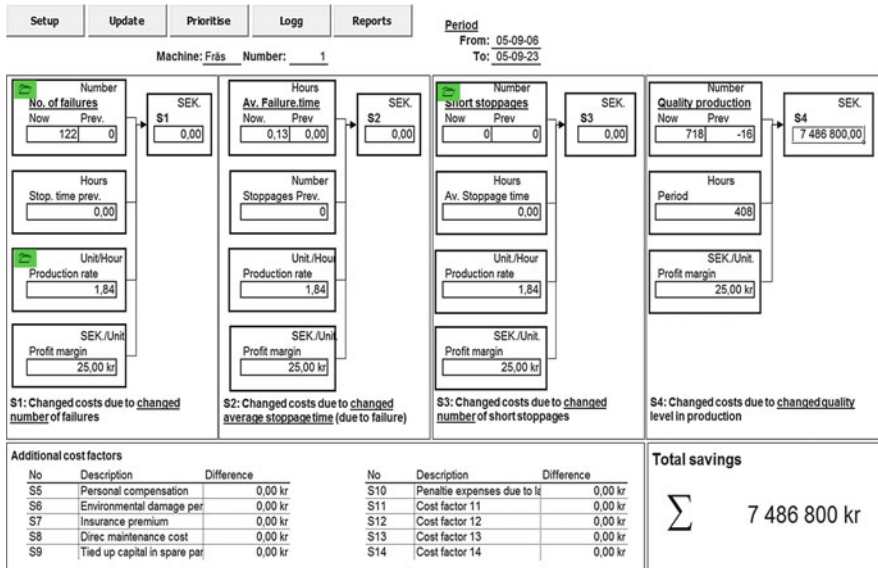 Setup Update Prioritise Logg Reports
Period
From: 05-09-06
Machine: Fräs Number: 1 To: 05-09-23
Number
No. of failures
Now Prev.
122 0
SEK.
S1
0,00
Hours
Stop. time prev.
0,00
Unit/Hour
Production rate
1,84
SEK./Unit
Profit margin
25,00 kr
S1: Changed costs due to changed
number of failures
Hours
Av. Failure.time
Now. Prev
0,13 0,00
SEK.
S2
0,00
Number
Stoppages Prev.
0
Unit./Hour
Production rate
1,84
SEK./Unit
Profit margin
25,00 kr
S2: Changed costs due to changed
average stoppage time (due to failure)
Number
Short stoppages
Now Prev
0 0
SEK.
S3
0,00
Hours
Av. Stoppage time
0,00
Unit/Hour
Production rate
1,84
SEK./Unit.
Profit margin
25,00 kr
S3: Changed costs due to changed
number of short stoppages
Number
Quality production
Now Prev
718 -16
SEK.
S4
7 486 800,00
Hours
Period
408
SEK./Unit.
Profit margin
25,00 kr
S4: Changed costs due to changed quality
level in production
Additional cost factors
No Description Difference
S5 Personal compensation 0,00 kr
S6 Environmental damage per 0,00 kr
S7 Insurance premium 0,00 kr
S8 Direc maintenance cost 0,00 kr
S9 Tied up capital in spare par 0,00 kr
No Description Difference
S10 Penaltie expenses due to la 0,00 kr
S11 Cost factor 11 0,00 kr
S12 Cost factor 12 0,00 kr
S13 Cost factor 13 0,00 kr
S14 Cost factor 14 0,00 kr
Total savings
∑ 7 486 800 kr